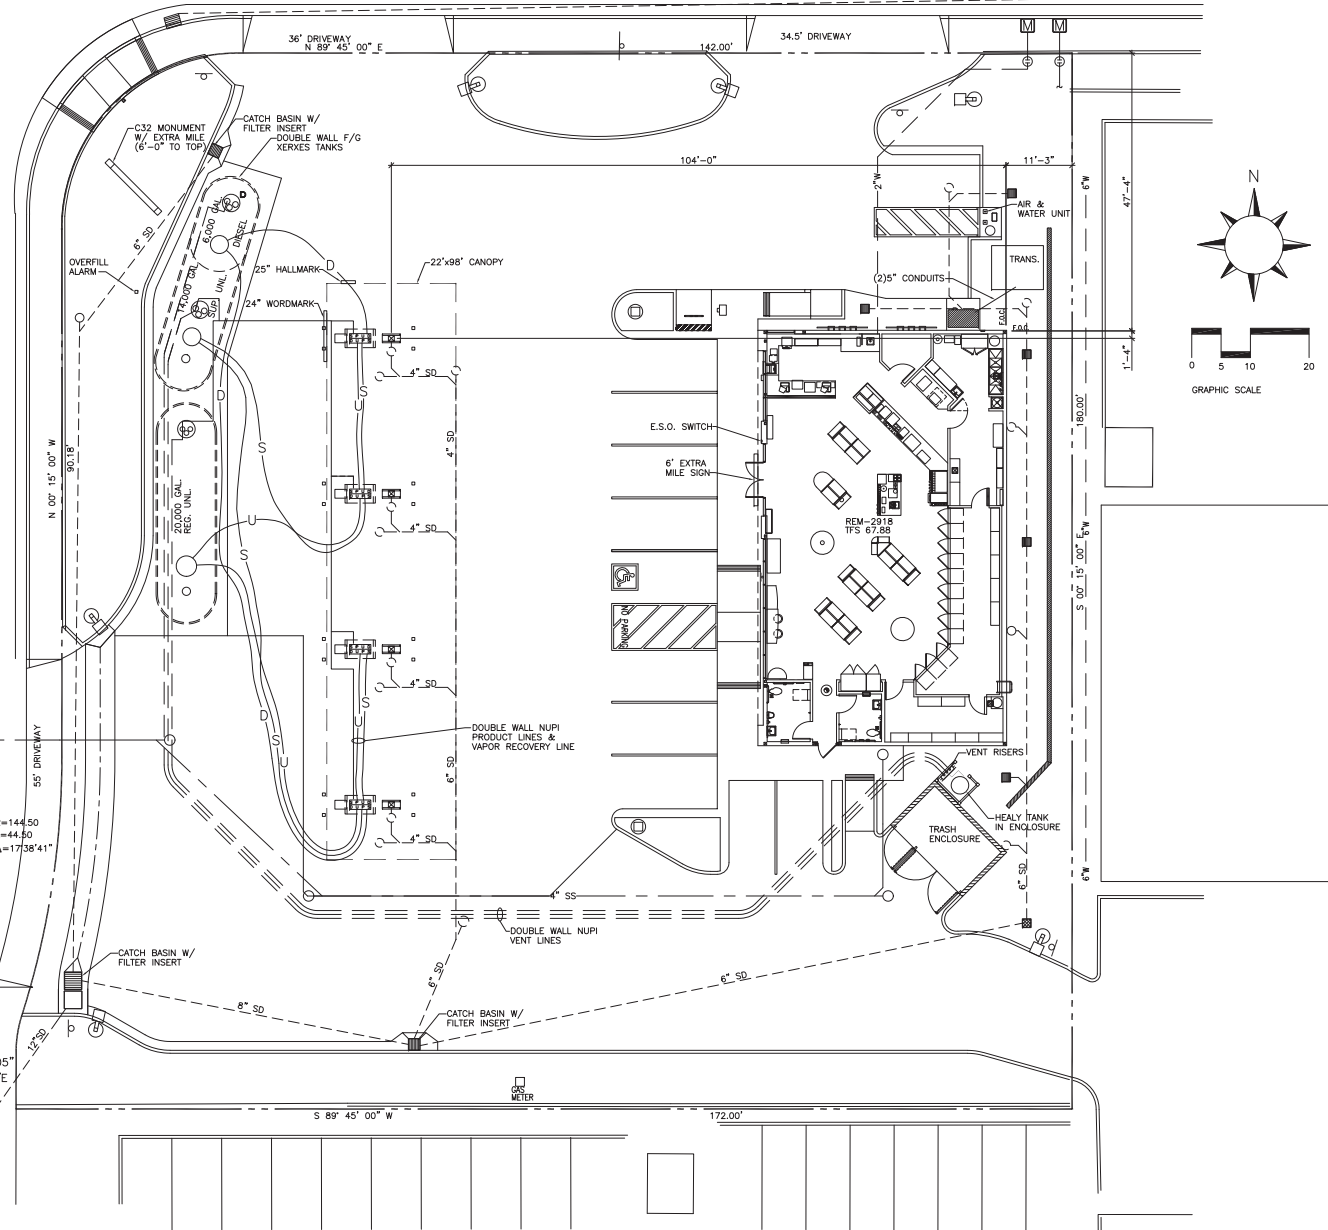 36' DRIVEWAY
N 89° 45' 00" E
142.00'
34.5' DRIVEWAY
M
M
C32 MONUMENT
W/ EXTRA MILE
(6'-0" TO TOP)
CATCH BASIN W/
FILTER INSERT
DOUBLE WALL F/G
XERXES TANKS
104'-0"
11'-3"
2"W
6"W
47'-4"
N
D
6,000 GAL.
DIESEL
AIR &
WATER UNIT
6" SD
OVERFILL
ALARM
D
25" HALLMARK
22'x98' CANOPY
TRANS.
(2)5" CONDUITS
14,000 GAL.
SUP. UNL.
24" WORDMARK
F.O.C.
F.O.C.
1'-4"
0 5 10 20
GRAPHIC SCALE
4" SD
S
U
D
180.00'
E.S.O. SWITCH
4" SD
S
N 00° 15' 00" W
90.18'
6' EXTRA
MILE SIGN
20,000 GAL.
REG. UNL.
U
4" SD
REM-2918
TFS 67.88
6"W
S
S 00° 15' 00" E
NO PARKING
4" SD
S
U
D
S
U
DOUBLE WALL NUPI
PRODUCT LINES &
VAPOR RECOVERY LINE
6" SD
55' DRIVEWAY
VENT RISERS
=144.50
=44.50
=17°38'41"
HEALY TANK
IN ENCLOSURE
TRASH
ENCLOSURE
4" SD
6" SD
6"W
4" SS
DOUBLE WALL NUPI
VENT LINES
CATCH BASIN W/
FILTER INSERT
6" SD
6" SD
8" SD
CATCH BASIN W/
FILTER INSERT
12"SD
05"
E
GAS
METER
S 89° 45' 00" W
172.00'